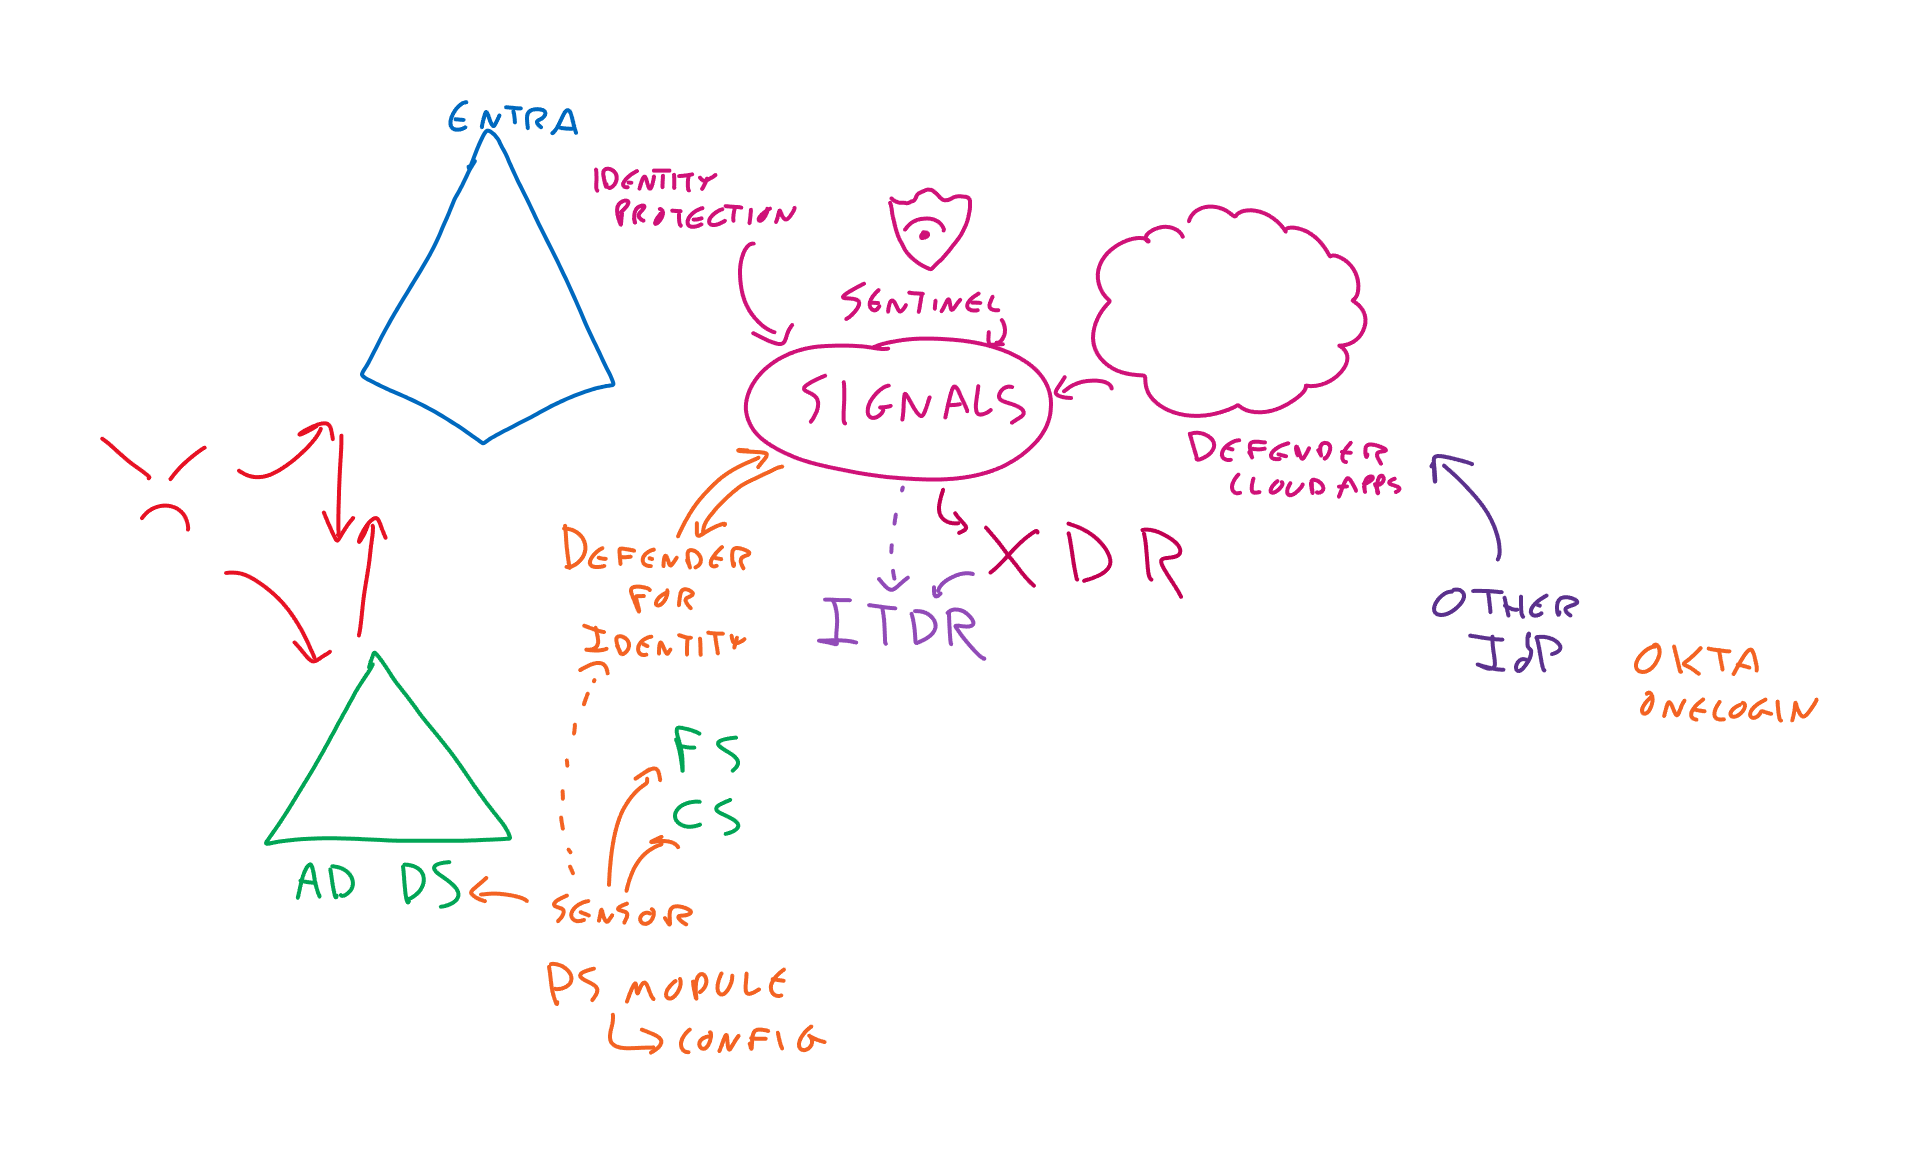 ENTRA
IDENTITY
PROTECTION
SENTINEL
SIGNALS
DEFENDER
CLOUD APPS
DEFENDER
FOR
IDENTITY
XDR
ITDR
OTHER
IdP
OKTA
ONELOGIN
FS
CS
AD DS
SENSOR
PS MODULE
CONFIG